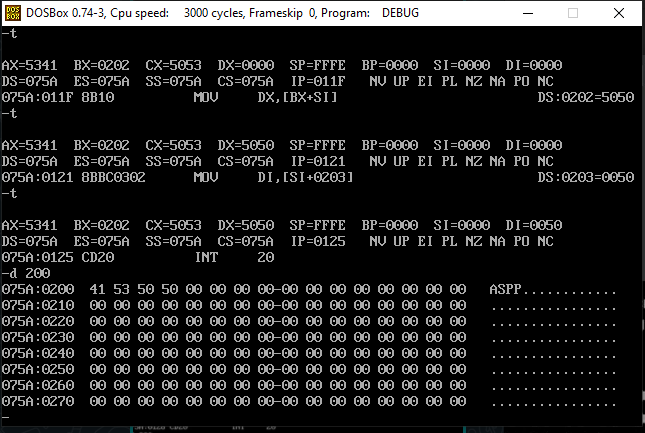 DOSBox 0.74-3, Cpu speed: 3000 cycles, Frameskip 0, Program: DEBUG
-t
AX=5341 BX=0202 CX=5053 DX=0000 SP=FFFE BP=0000 SI=0000 DI=0000
DS=075A ES=075A SS=075A CS=075A IP=011F NV UP EI PL NZ NA PO NC
075A:011F 8B10 MOV DX,[BX+SI] DS:0202=5050
-t
AX=5341 BX=0202 CX=5053 DX=5050 SP=FFFE BP=0000 SI=0000 DI=0000
DS=075A ES=075A SS=075A CS=075A IP=0121 NV UP EI PL NZ NA PO NC
075A:0121 8BBC0302 MOV DI,[SI+0203] DS:0203=0050
-t
AX=5341 BX=0202 CX=5053 DX=5050 SP=FFFE BP=0000 SI=0000 DI=0050
DS=075A ES=075A SS=075A CS=075A IP=0125 NV UP EI PL NZ NA PO NC
075A:0125 CD20 INT 20
-d 200
075A:0200 41 53 50 50 00 00 00 00-00 00 00 00 00 00 00 00 ASPP............
075A:0210 00 00 00 00 00 00 00 00-00 00 00 00 00 00 00 00 ................
075A:0220 00 00 00 00 00 00 00 00-00 00 00 00 00 00 00 00 ................
075A:0230 00 00 00 00 00 00 00 00-00 00 00 00 00 00 00 00 ................
075A:0240 00 00 00 00 00 00 00 00-00 00 00 00 00 00 00 00 ................
075A:0250 00 00 00 00 00 00 00 00-00 00 00 00 00 00 00 00 ................
075A:0260 00 00 00 00 00 00 00 00-00 00 00 00 00 00 00 00 ................
075A:0270 00 00 00 00 00 00 00 00-00 00 00 00 00 00 00 00 ................
-